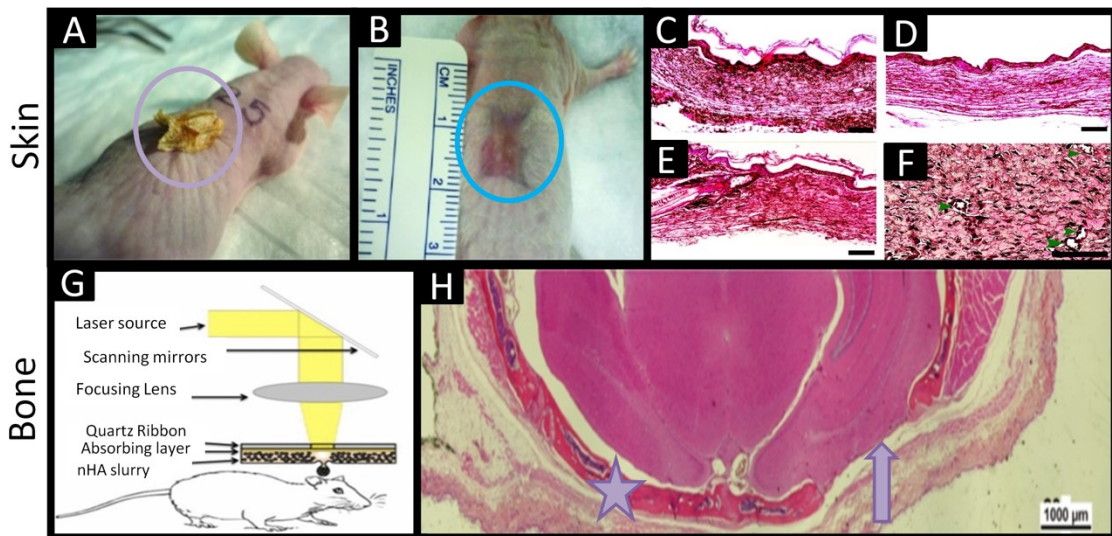 Skin
A
25
B
INCHES
1
CM
1
2
3
C
D
E
F
Bone
G
Laser source
Scanning mirrors
Focusing Lens
Quartz Ribbon
Absorbing layer
nHA slurry
H
1000 µm